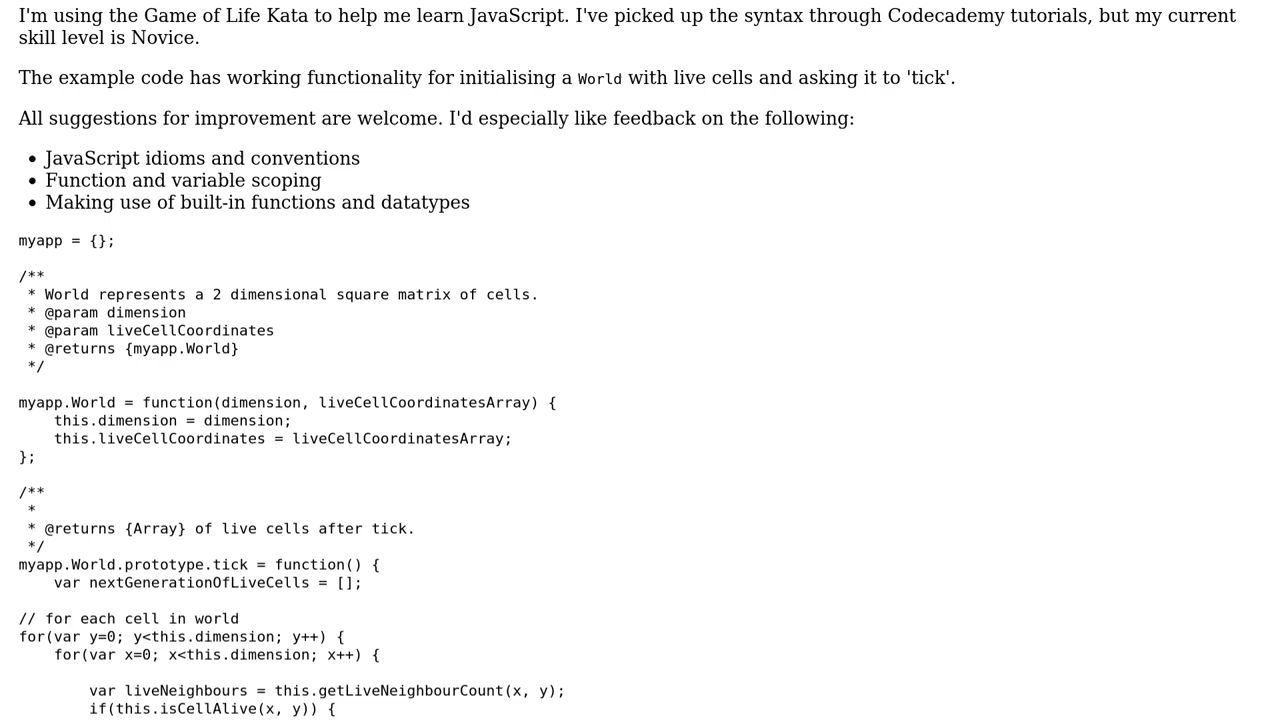 I'm using the Game of Life Kata to help me learn JavaScript. I've picked up the syntax through Codecademy tutorials, but my current
skill level is Novice.
The example code has working functionality for initialising a World with live cells and asking it to 'tick'.
All suggestions for improvement are welcome. I'd especially like feedback on the following:
• JavaScript idioms and conventions
• Function and variable scoping
• Making use of built-in functions and datatypes
myapp = {};
/**
 * World represents a 2 dimensional square matrix of cells.
 * @param dimension
 * @param liveCellCoordinates
 * @returns {myapp.World}
 */
myapp.World = function(dimension, liveCellCoordinatesArray) {
    this.dimension = dimension;
    this.liveCellCoordinates = liveCellCoordinatesArray;
};
/**
 *
 * @returns {Array} of live cells after tick.
 */
myapp.World.prototype.tick = function() {
    var nextGenerationOfLiveCells = [];
// for each cell in world
for(var y=0; y<this.dimension; y++) {
    for(var x=0; x<this.dimension; x++) {
        var liveNeighbours = this.getLiveNeighbourCount(x, y);
        if(this.isCellAlive(x, y)) {